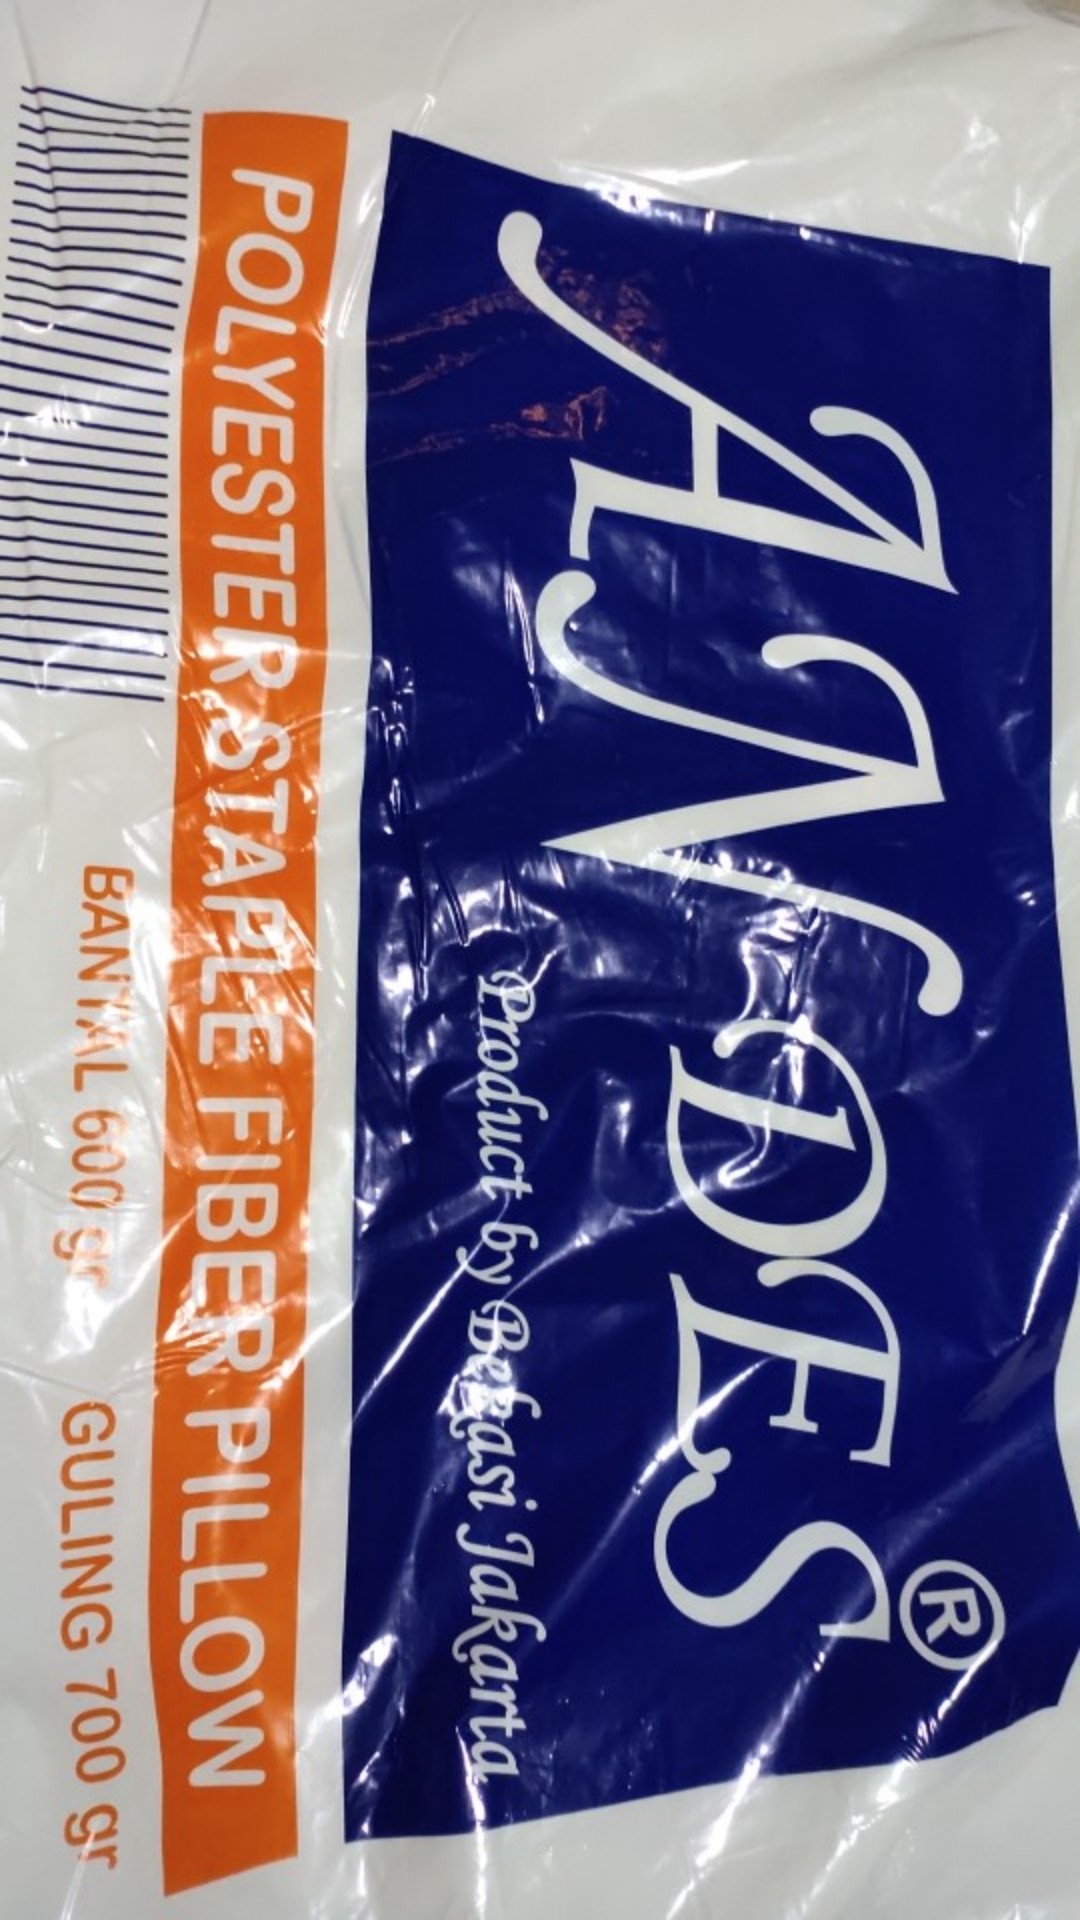 ANDES®
Product by Bekasi Jakarta
POLYESTER STAPLE FIBER PILLOW
BANTAL 600 gr GULING 700 gr